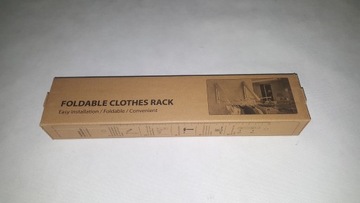 FOLDABLE CLOTHES RACK
Easy Installation / Foldable / Convenient